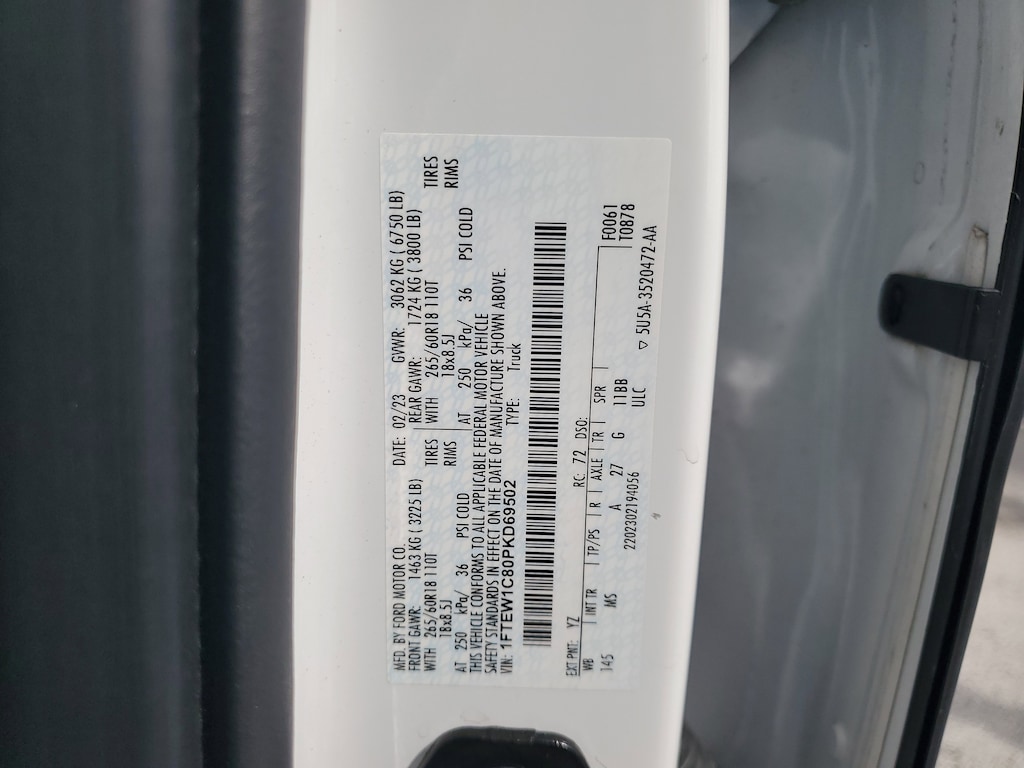 MFD. BY FORD MOTOR CO. DATE: 02/23 GVWR: 3062 KG ( 6750 LB)
FRONT GAWR: 1463 KG ( 3225 LB) REAR GAWR: 1724 KG ( 3800 LB)
WITH 265/60R18 110T TIRES WITH 265/60R18 110T TIRES
18x8.5J RIMS 18x8.5J RIMS
AT 250 kPa/ 36 PSI COLD AT 250 kPa/ 36 PSI COLD
THIS VEHICLE CONFORMS TO ALL APPLICABLE FEDERAL MOTOR VEHICLE
SAFETY STANDARDS IN EFFECT ON THE DATE OF MANUFACTURE SHOWN ABOVE.
VIN: 1FTEW1C80PKD69502 TYPE: Truck
EXT PNT: YZ RC: 72 DSO:
WB INT TR TP/PS R AXLE TR SPR F0061
145 MS A 27 G 11BB T0878
ULC
2202302194056 ▽ 5U5A-3520472-AA